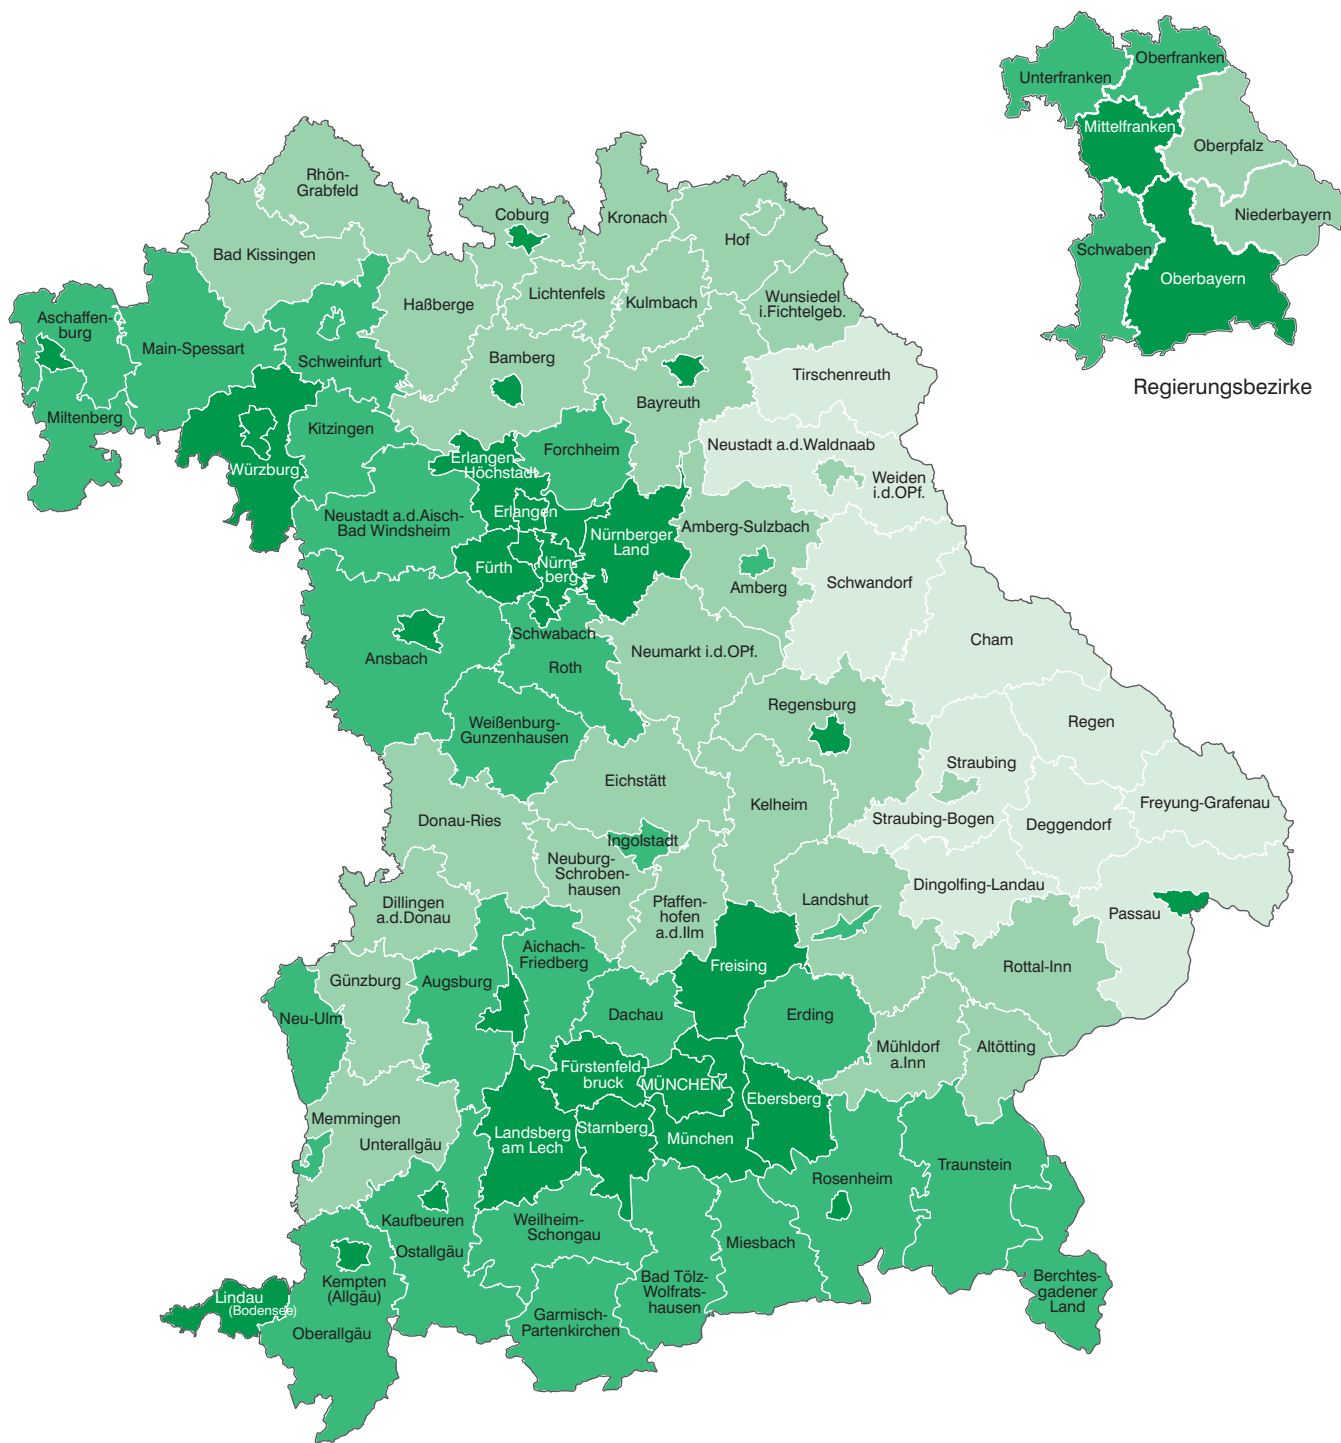 Oberfranken
Unterfranken
Mittelfranken
Oberpfalz
Niederbayern
Schwaben
Oberbayern
Regierungsbezirke
Rhön-
Grabfeld
Coburg
Kronach
Hof
Bad Kissingen
Haßberge
Lichtenfels
Kulmbach
Wunsiedel
i.Fichtelgeb.
Aschaffen-
burg
Main-Spessart
Schweinfurt
Bamberg
Tirschenreuth
Bayreuth
Miltenberg
Kitzingen
Würzburg
Erlangen-
Höchstadt
Forchheim
Neustadt a.d.Waldnaab
Weiden
i.d.OPf.
Neustadt a.d.Aisch-
Bad Windsheim
Erlangen
Nürnberger
Land
Amberg-Sulzbach
Fürth
Nürn-
berg
Amberg
Schwandorf
Schwabach
Ansbach
Roth
Neumarkt i.d.OPf.
Cham
Weißenburg-
Gunzenhausen
Regensburg
Regen
Straubing
Eichstätt
Kelheim
Freyung-Grafenau
Donau-Ries
Straubing-Bogen
Deggendorf
Ingolstadt
Neuburg-
Schroben-
hausen
Dingolfing-Landau
Dillingen
a.d.Donau
Pfaffen-
hofen
a.d.Ilm
Landshut
Passau
Aichach-
Friedberg
Freising
Rottal-Inn
Günzburg
Augsburg
Neu-Ulm
Dachau
Erding
Mühldorf
a.Inn
Altötting
Fürstenfeld
bruck
MÜNCHEN
Ebersberg
Memmingen
Unterallgäu
Landsberg
am Lech
Starnberg
München
Traunstein
Rosenheim
Kaufbeuren
Weilheim-
Schongau
Miesbach
Ostallgäu
Kempten
(Allgäu)
Bad Tölz-
Wolfrats-
hausen
Berchtes-
gadener
Land
Lindau
(Bodensee)
Oberallgäu
Garmisch-
Partenkirchen